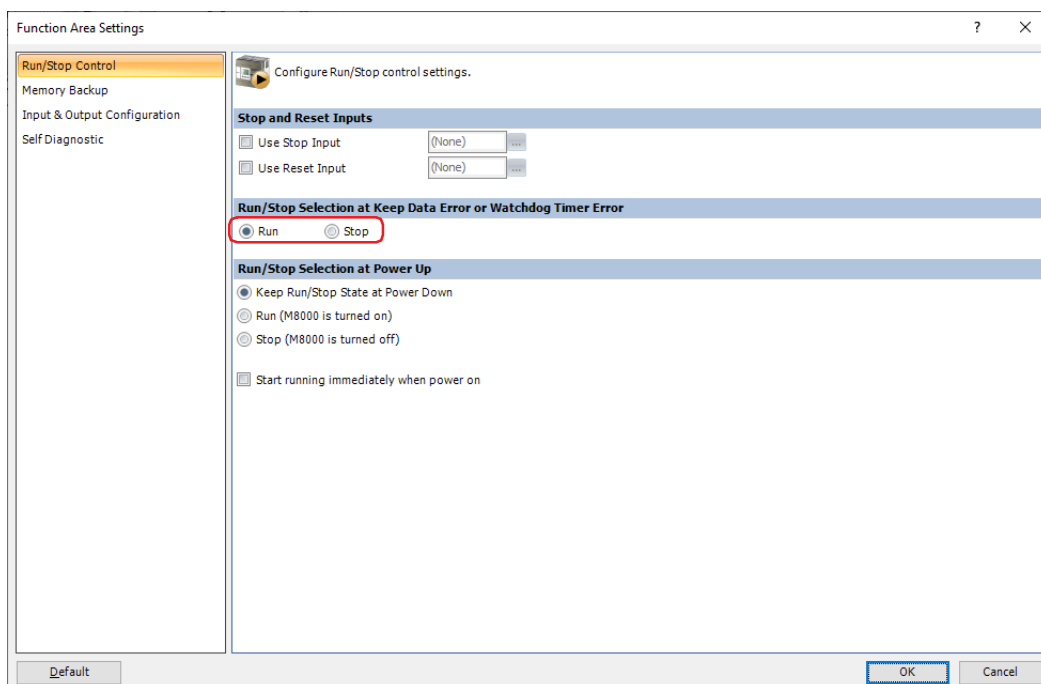 Function Area Settings
?
Run/Stop Control
Memory Backup
Input & Output Configuration
Self Diagnostic
Configure Run/Stop control settings.
Stop and Reset Inputs
Use Stop Input (None) ...
Use Reset Input (None) ...
Run/Stop Selection at Keep Data Error or Watchdog Timer Error
Run Stop
Run/Stop Selection at Power Up
Keep Run/Stop State at Power Down
Run (M8000 is turned on)
Stop (M8000 is turned off)
Start running immediately when power on
Default OK Cancel